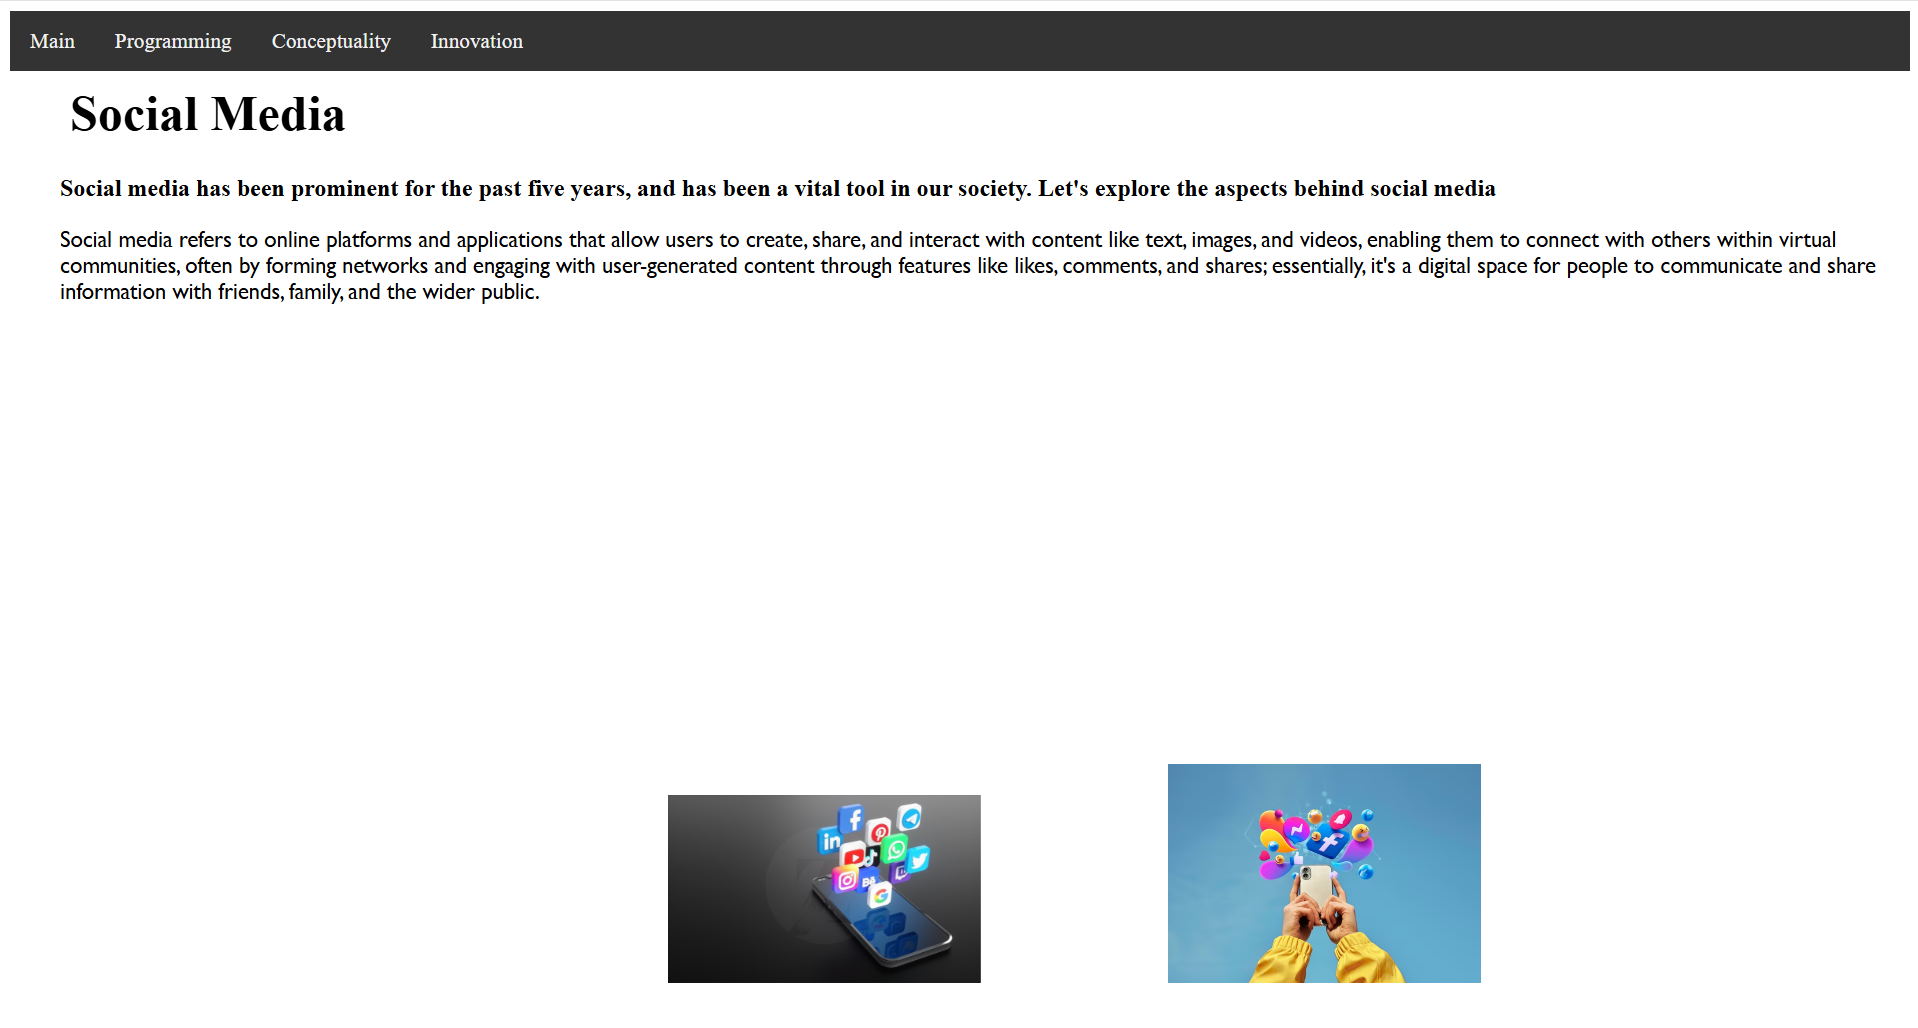 Main Programming Conceptuality Innovation
Social Media
Social media has been prominent for the past five years, and has been a vital tool in our society. Let's explore the aspects behind social media
Social media refers to online platforms and applications that allow users to create, share, and interact with content like text, images, and videos, enabling them to connect with others within virtual
communities, often by forming networks and engaging with user-generated content through features like likes, comments, and shares; essentially, it's a digital space for people to communicate and share
information with friends, family, and the wider public.
in
Bē